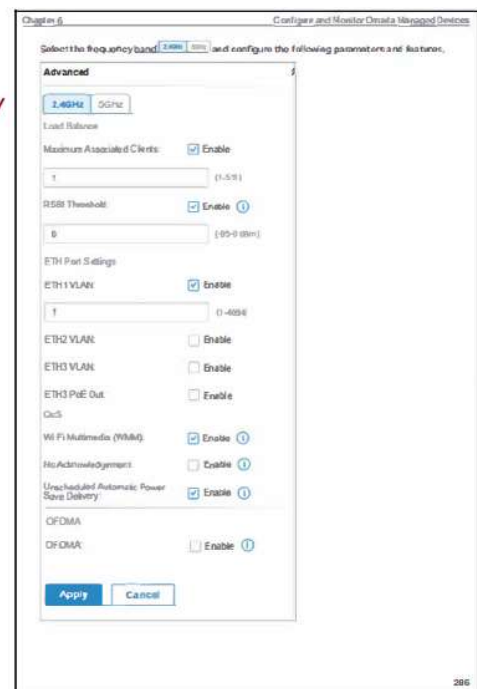 Chapter 6 Configure and Monitor Omada Managed Devices
Select the frequency band 2.4GHz 5GHz and configure the following parameters and features.
Advanced
2.4GHz 5GHz
Load Balance
Maximum Associated Clients: Enable
1 (1-511)
RSSI Threshold: Enable
0 (-95-0 dBm)
ETH Port Settings
ETH1 VLAN: Enable
1 (1-4094)
ETH2 VLAN: Enable
ETH3 VLAN: Enable
ETH3 PoE Out: Enable
QoS
Wi-Fi Multimedia (WMM): Enable
No Acknowledgement: Enable
Unscheduled Automatic Power Save Delivery: Enable
OFDMA
OFDMA: Enable
Apply Cancel
286